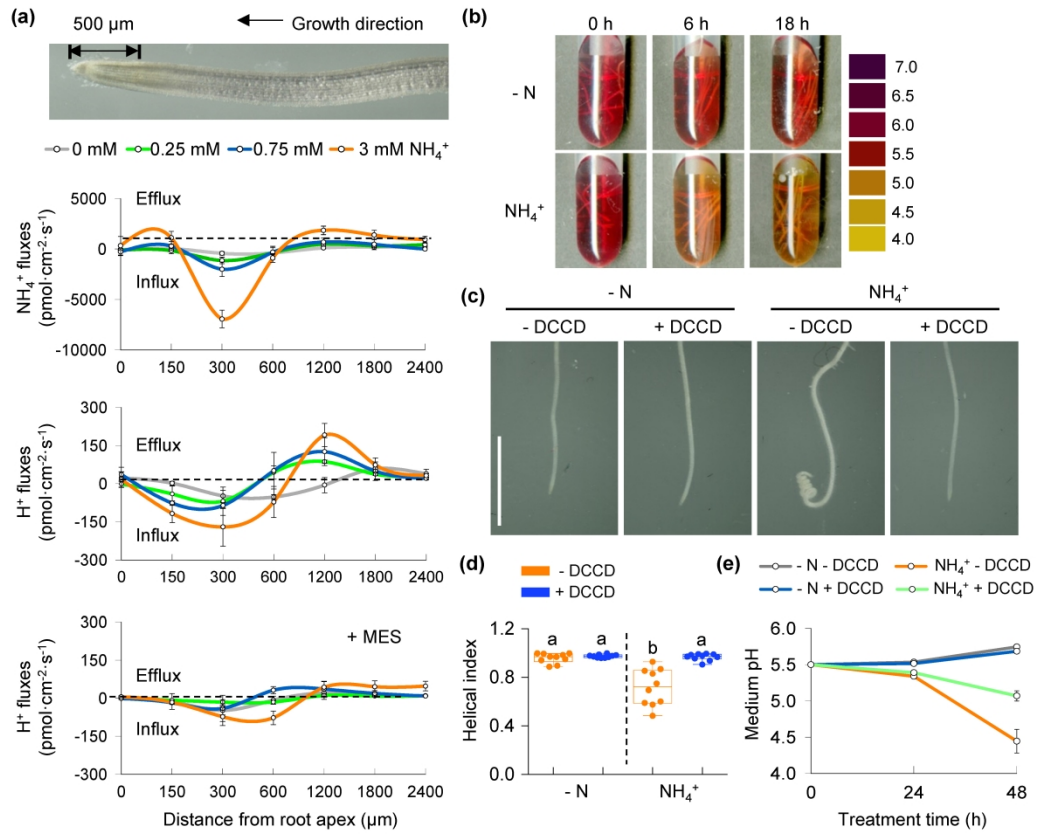 (a)
500 μm
Growth direction
0 mM 0.25 mM 0.75 mM 3 mM NH₄⁺
NH₄⁺ fluxes
(pmol·cm⁻²·s⁻¹)
5000
0
-5000
-10000
Efflux
Influx
0 150 300 600 1200 1800 2400
H⁺ fluxes
(pmol·cm⁻²·s⁻¹)
300
150
0
-150
-300
Efflux
Influx
0 150 300 600 1200 1800 2400
H⁺ fluxes
(pmol·cm⁻²·s⁻¹)
300
150
0
-150
-300
+ MES
Efflux
Influx
0 150 300 600 1200 1800 2400
Distance from root apex (μm)
(b)
0 h 6 h 18 h
- N
NH₄⁺
7.0
6.5
6.0
5.5
5.0
4.5
4.0
(c)
- N NH₄⁺
- DCCD + DCCD - DCCD + DCCD
(d)
- DCCD
+ DCCD
Helical index
1.2
0.8
0.4
0.0
a a b a
- N NH₄⁺
(e)
- N - DCCD NH₄⁺ - DCCD
- N + DCCD NH₄⁺ + DCCD
Medium pH
6.0
5.5
5.0
4.5
4.0
0 24 48
Treatment time (h)